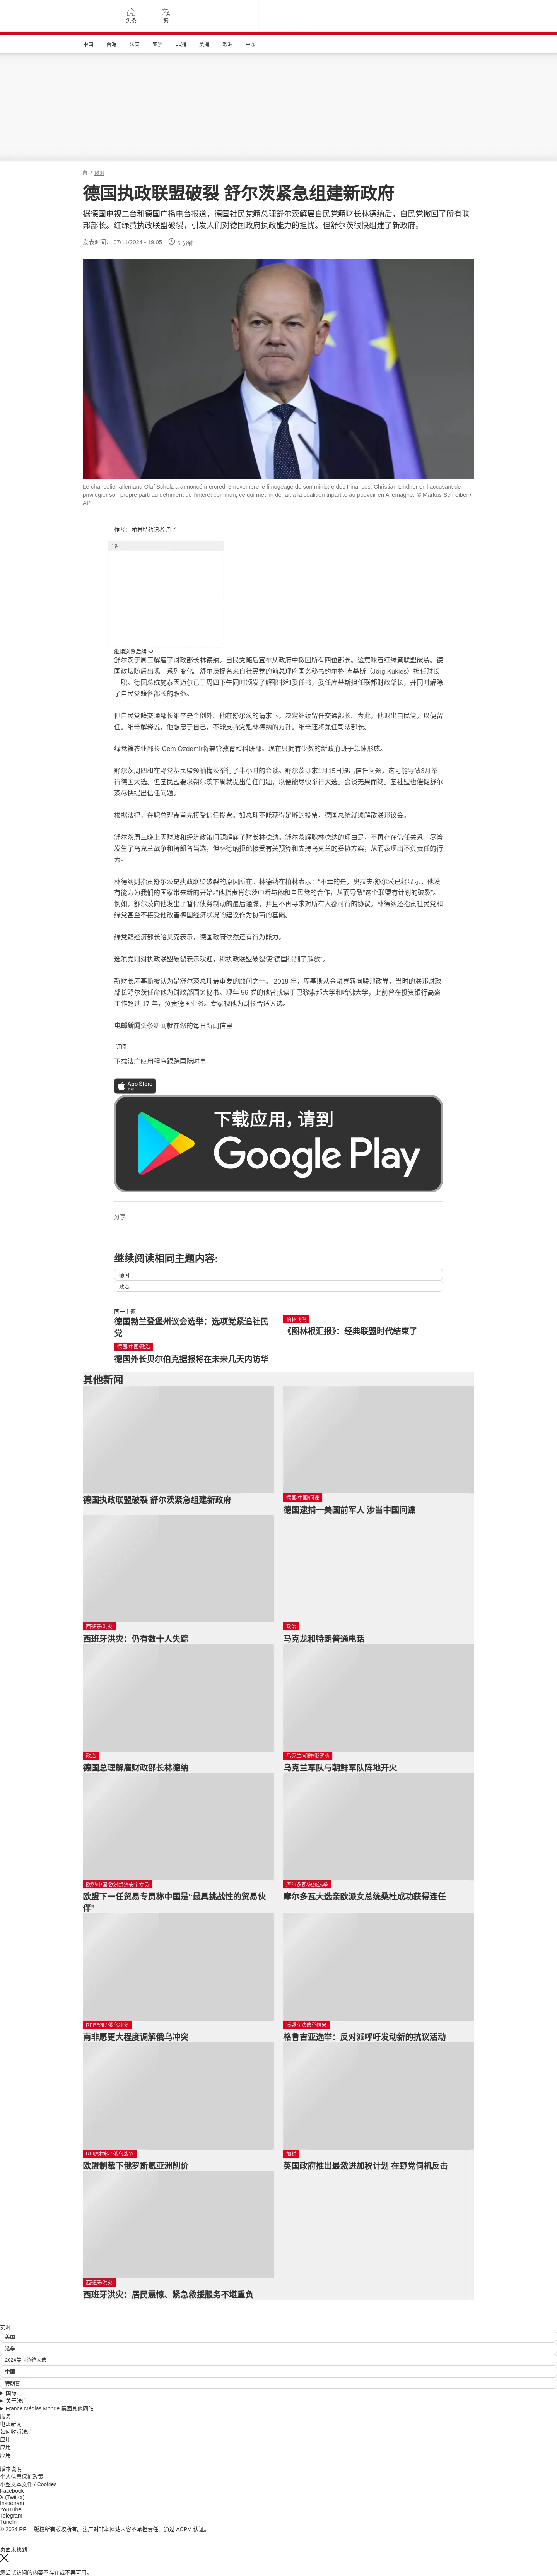 头条
繁
中国
台海
法国
亚洲
非洲
美洲
欧洲
中东
/ 欧洲
德国执政联盟破裂 舒尔茨紧急组建新政府
据德国电视二台和德国广播电台报道，德国社民党籍总理舒尔茨解雇自民党籍财长林德纳后，自民党撤回了所有联
邦部长。红绿黄执政联盟破裂，引发人们对德国政府执政能力的担忧。但舒尔茨很快组建了新政府。
发表时间： 07/11/2024 - 19:05
6 分钟
Le chancelier allemand Olaf Scholz a annoncé mercredi 5 novembre le limogeage de son ministre des Finances, Christian Lindner en l'accusant de
privilégier son propre parti au détriment de l'intérêt commun, ce qui met fin de fait à la coalition tripartite au pouvoir en Allemagne. © Markus Schreiber /
AP
作者： 柏林特约记者 丹兰
广告
继续浏览后续
舒尔茨于周三解雇了财政部长林德纳。自民党随后宣布从政府中撤回所有四位部长。这意味着红绿黄联盟破裂。德
国政坛随后出现一系列变化。舒尔茨提名来自社民党的前总理府国务秘书约尔格·库基斯（Jörg Kukies）担任财长
一职。德国总统施泰因迈尔已于周四下午同时颁发了解职书和委任书，委任库基斯担任联邦财政部长，并同时解除
了自民党籍各部长的职务。
但自民党籍交通部长维辛是个例外。他在舒尔茨的请求下，决定继续留任交通部长。为此，他退出自民党，以便留
任。维辛解释说，他想忠于自己，不能支持党魁林德纳的方针。维辛还将兼任司法部长。
绿党籍农业部长 Cem Özdemir将兼管教育和科研部。现在只拥有少数的新政府班子急速形成。
舒尔茨周四和在野党基民盟领袖梅茨举行了半小时的会谈。舒尔茨寻求1月15日提出信任问题，这可能导致3月举
行德国大选。但基民盟要求朔尔茨下周就提出信任问题，以便能尽快举行大选。会谈无果而终。基社盟也催促舒尔
茨尽快提出信任问题。
根据法律，在职总理需首先接受信任投票。如总理不能获得足够的投票，德国总统就须解散联邦议会。
舒尔茨周三晚上因财政和经济政策问题解雇了财长林德纳。舒尔茨解职林德纳的理由是，不再存在信任关系。尽管
发生了乌克兰战争和特朗普当选，但林德纳拒绝接受有关预算和支持乌克兰的妥协方案，从而表现出不负责任的行
为。
林德纳则指责舒尔茨是执政联盟破裂的原因所在。林德纳在柏林表示：“不幸的是，奥拉夫·舒尔茨已经显示，他没
有能力为我们的国家带来新的开始。”他指责肖尔茨中断与他和自民党的合作，从而导致“这个联盟有计划的破裂”。
例如，舒尔茨向他发出了暂停债务制动的最后通牒，并且不再寻求对所有人都可行的协议。林德纳还指责社民党和
绿党甚至不接受他改善德国经济状况的建议作为协商的基础。
绿党籍经济部长哈贝克表示，德国政府依然还有行为能力。
选项党则对执政联盟破裂表示欢迎，称执政联盟破裂使“德国得到了解放”。
新财长库基斯被认为是舒尔茨总理最重要的顾问之一。 2018 年，库基斯从金融界转向联邦政界，当时的联邦财政
部长舒尔茨任命他为财政部国务秘书。现年 56 岁的他曾就读于巴黎索邦大学和哈佛大学，此前曾在投资银行高盛
工作超过 17 年，负责德国业务。专家视他为财长合适人选。
电邮新闻头条新闻就在您的每日新闻信里
订阅
下载法广应用程序跟踪国际时事
App Store
下载
下载应用，请到
Google Play
分享 :
继续阅读相同主题内容:
德国
政治
同一主题
德国勃兰登堡州议会选举：选项党紧追社民
党
柏林飞鸿
《图林根汇报》：经典联盟时代结束了
德国/中国/政治
德国外长贝尔伯克据报将在未来几天内访华
其他新闻
德国执政联盟破裂 舒尔茨紧急组建新政府
德国/中国/间谍
德国逮捕一美国前军人 涉当中国间谍
西班牙/洪灾
西班牙洪灾：仍有数十人失踪
政治
马克龙和特朗普通电话
政治
德国总理解雇财政部长林德纳
乌克兰/朝鲜/俄罗斯
乌克兰军队与朝鲜军队阵地开火
欧盟/中国/欧洲经济安全专员
欧盟下一任贸易专员称中国是“最具挑战性的贸易伙
伴”
摩尔多瓦/总统选举
摩尔多瓦大选亲欧派女总统桑杜成功获得连任
RFI非洲 / 俄乌冲突
南非愿更大程度调解俄乌冲突
质疑立法选举结果
格鲁吉亚选举：反对派呼吁发动新的抗议活动
RFI原材料 / 俄乌战争
欧盟制裁下俄罗斯氦亚洲削价
加税
英国政府推出最激进加税计划 在野党伺机反击
西班牙/洪灾
西班牙洪灾：居民震惊、紧急救援服务不堪重负
实时
美国
选举
2024美国总统大选
中国
特朗普
国际
关于法广
France Médias Monde 集团其他网站
服务
电邮新闻
如何收听法广
应用
应用
应用
版本说明
个人信息保护政策
小型文本文件 / Cookies
Facebook
X (Twitter)
Instagram
YouTube
Telegram
TuneIn
© 2024 RFI – 版权所有版权所有。法广对非本网站内容不承担责任。通过 ACPM 认证。
页面未找到
您尝试访问的内容不存在或不再可用。